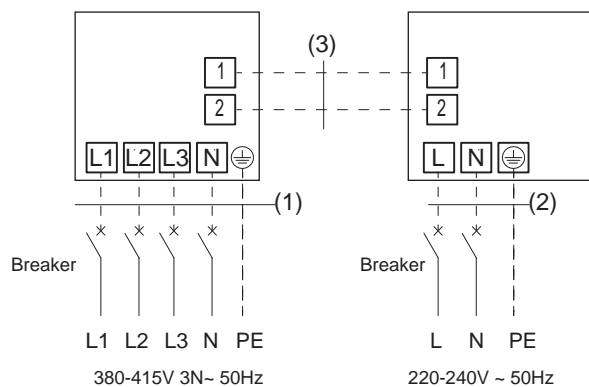 (3)
1 1
2 2
L1 L2 L3 N L N
(1) (2)
Breaker Breaker
L1 L2 L3 N PE L N PE
380-415V 3N~ 50Hz 220-240V ~ 50Hz